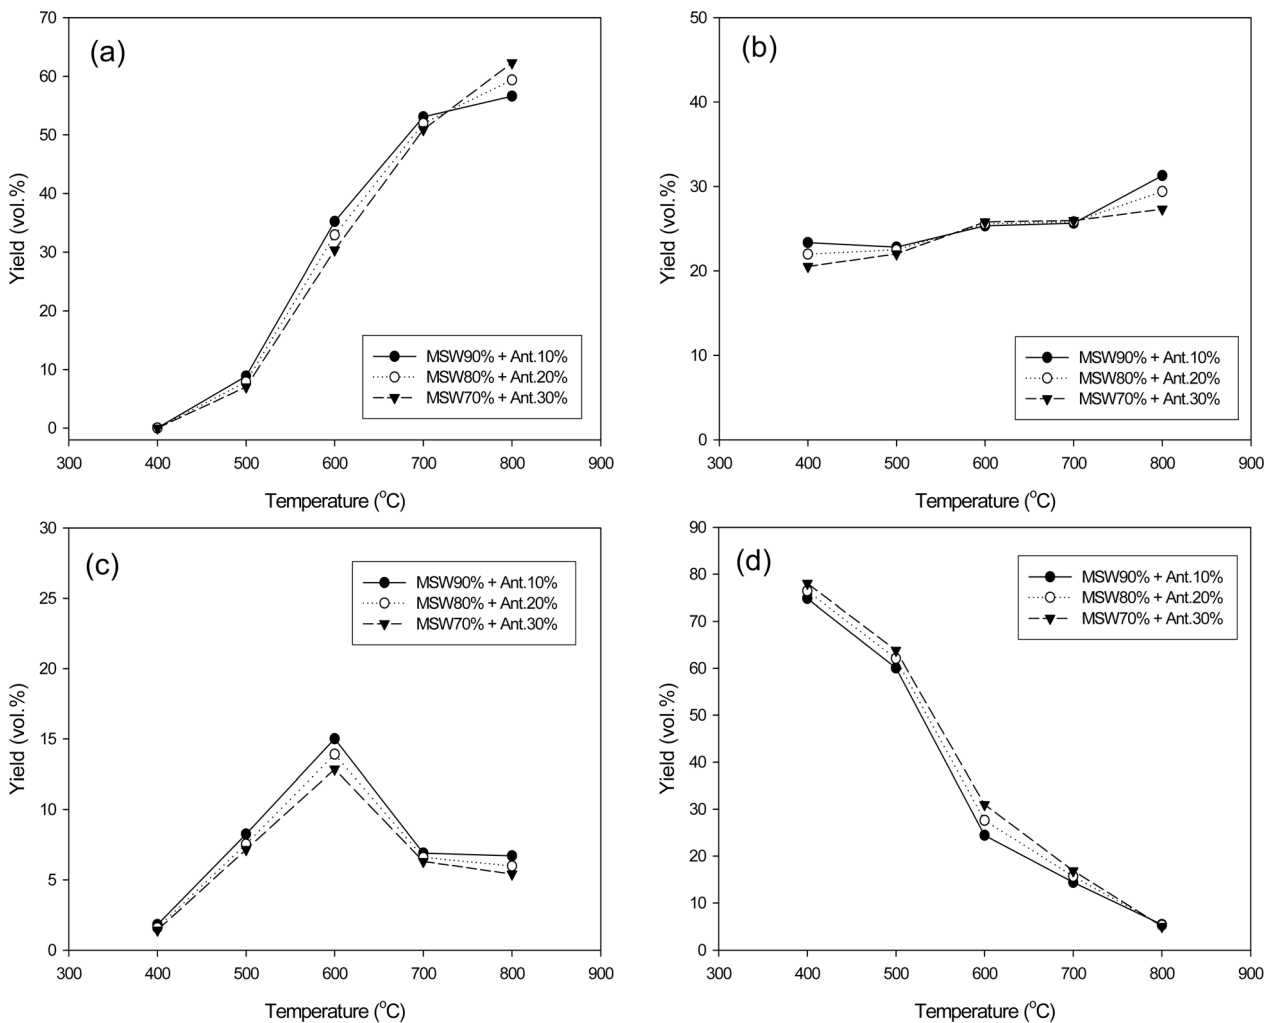 (a)
70
60
50
40
30
20
10
0
Yield (vol.%)
300 400 500 600 700 800 900
Temperature (°C)
MSW90% + Ant.10%
MSW80% + Ant.20%
MSW70% + Ant.30%
(b)
50
40
30
20
10
0
Yield (vol.%)
300 400 500 600 700 800 900
Temperature (°C)
MSW90% + Ant.10%
MSW80% + Ant.20%
MSW70% + Ant.30%
(c)
30
25
20
15
10
5
0
Yield (vol.%)
300 400 500 600 700 800 900
Temperature (°C)
MSW90% + Ant.10%
MSW80% + Ant.20%
MSW70% + Ant.30%
(d)
90
80
70
60
50
40
30
20
10
0
Yield (vol.%)
300 400 500 600 700 800 900
Temperature (°C)
MSW90% + Ant.10%
MSW80% + Ant.20%
MSW70% + Ant.30%